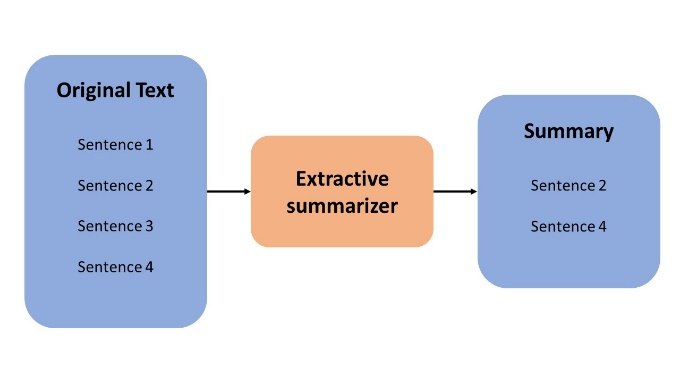 Original Text
Sentence 1
Sentence 2
Sentence 3
Sentence 4
Extractive
summarizer
Summary
Sentence 2
Sentence 4